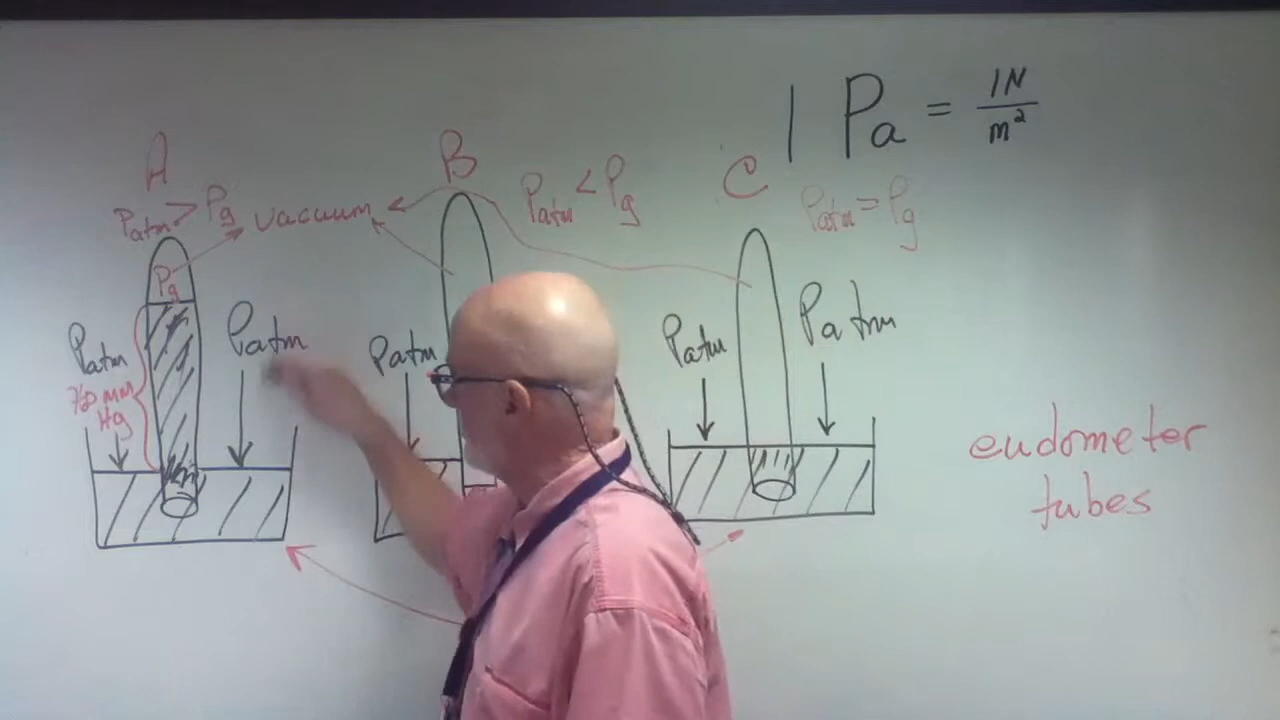 1 Pa = 1N/m²
A
Patm > Pg
vacuum
B
Patm < Pg
C
Patm = Pg
Pg
Patm
760 mm
Hg
Patm
Patm
Patm
Patm
eudometer
tubes